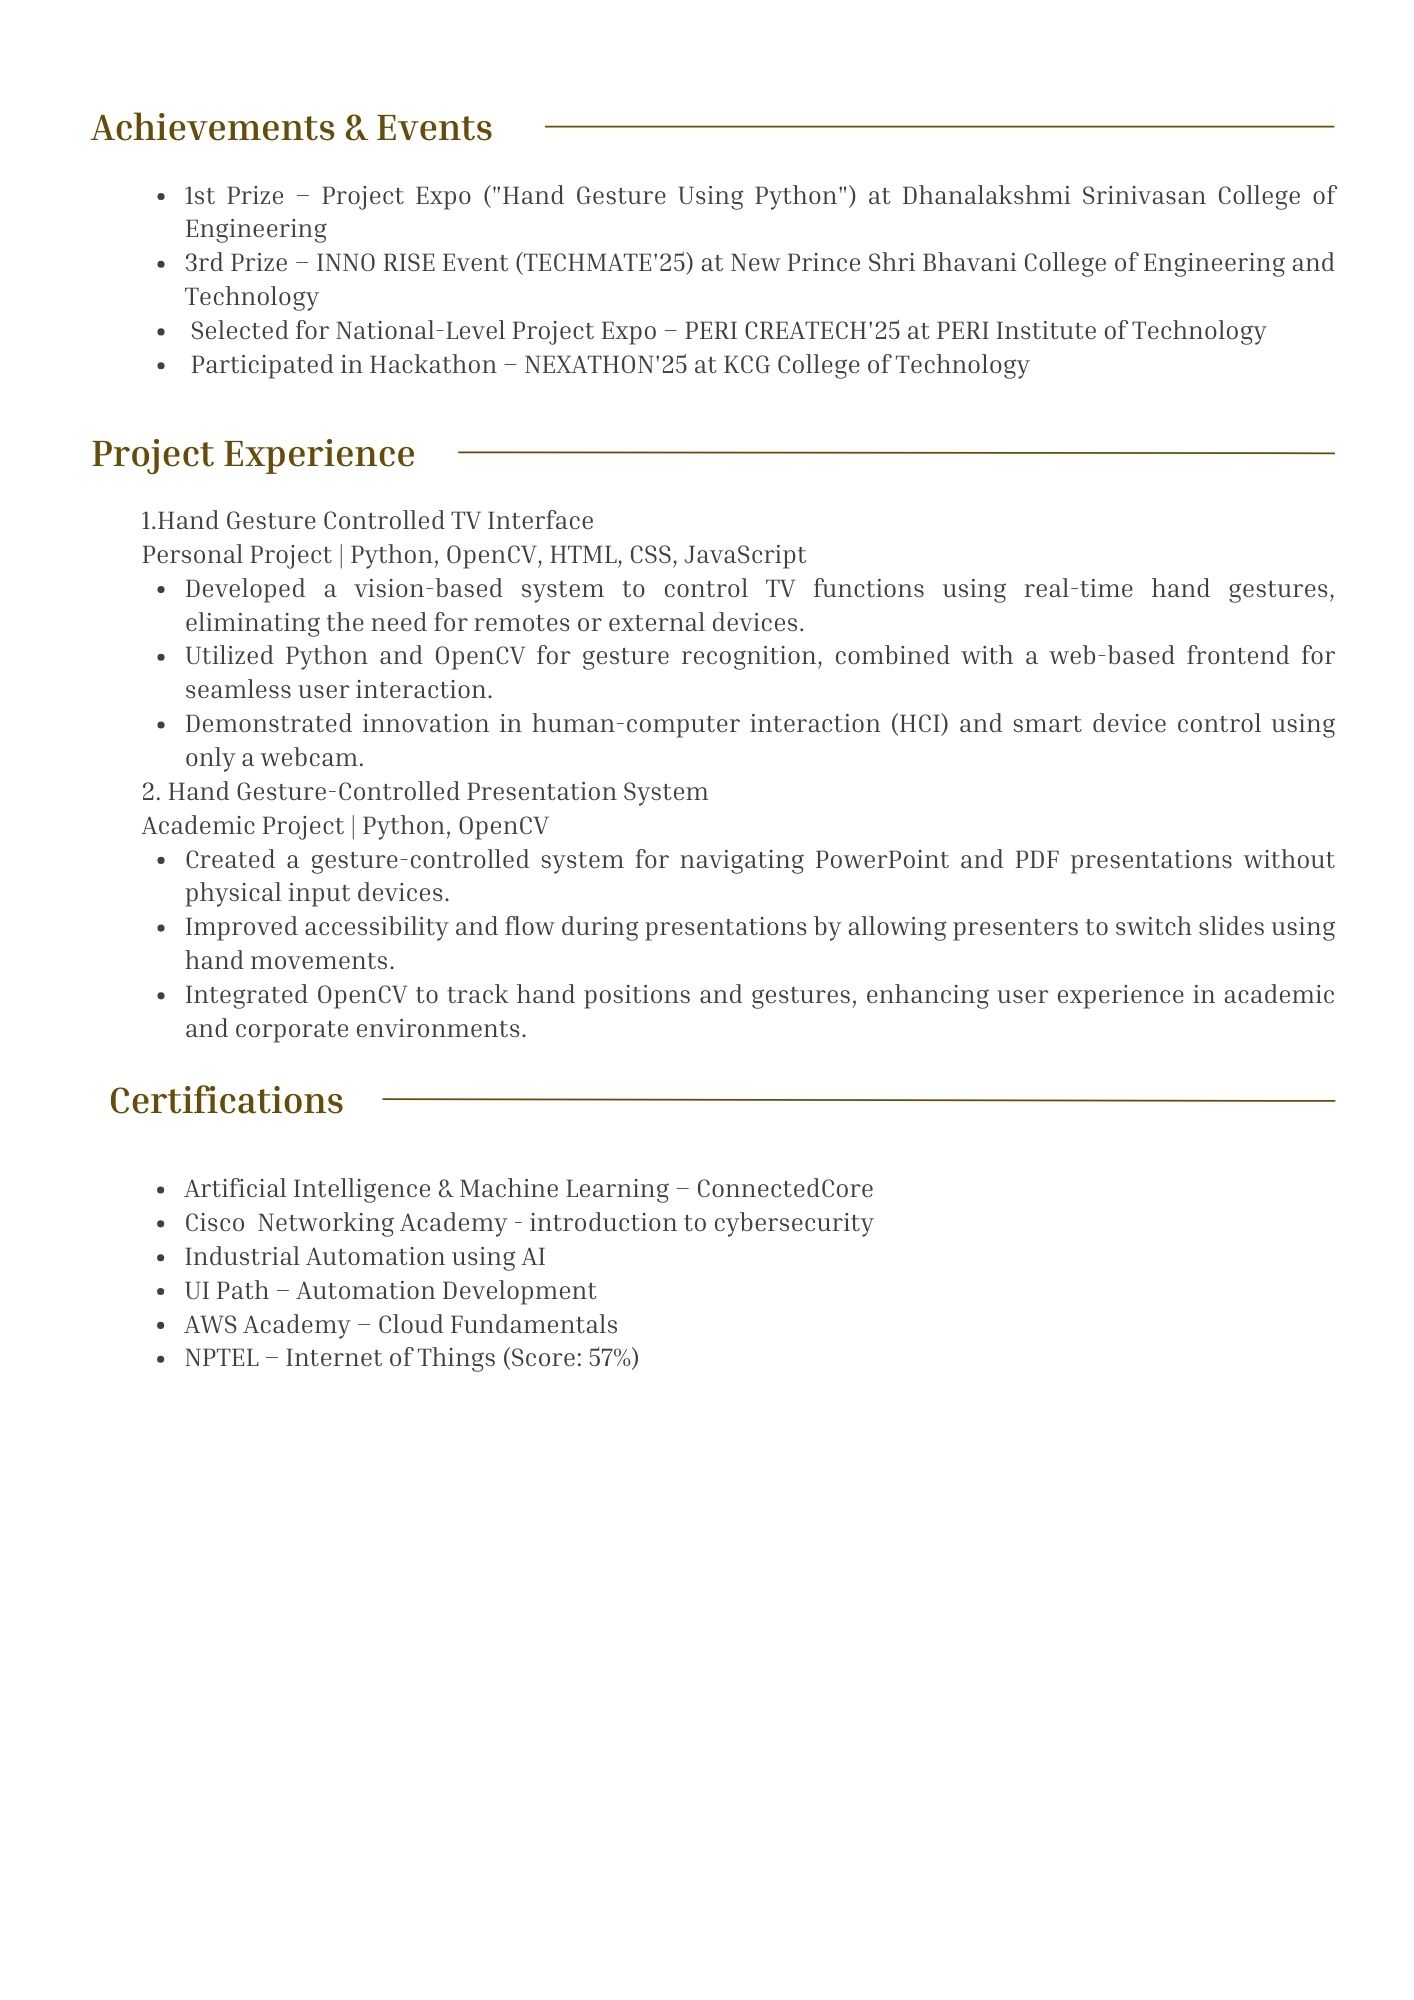 Achievements & Events
• 1st Prize – Project Expo ("Hand Gesture Using Python") at Dhanalakshmi Srinivasan College of
Engineering
• 3rd Prize – INNO RISE Event (TECHMATE'25) at New Prince Shri Bhavani College of Engineering and
Technology
• Selected for National-Level Project Expo – PERI CREATECH'25 at PERI Institute of Technology
• Participated in Hackathon – NEXATHON'25 at KCG College of Technology
Project Experience
1.Hand Gesture Controlled TV Interface
Personal Project | Python, OpenCV, HTML, CSS, JavaScript
• Developed a vision-based system to control TV functions using real-time hand gestures,
eliminating the need for remotes or external devices.
• Utilized Python and OpenCV for gesture recognition, combined with a web-based frontend for
seamless user interaction.
• Demonstrated innovation in human-computer interaction (HCI) and smart device control using
only a webcam.
2. Hand Gesture-Controlled Presentation System
Academic Project | Python, OpenCV
• Created a gesture-controlled system for navigating PowerPoint and PDF presentations without
physical input devices.
• Improved accessibility and flow during presentations by allowing presenters to switch slides using
hand movements.
• Integrated OpenCV to track hand positions and gestures, enhancing user experience in academic
and corporate environments.
Certifications
• Artificial Intelligence & Machine Learning – ConnectedCore
• Cisco  Networking Academy - introduction to cybersecurity
• Industrial Automation using AI
• UI Path – Automation Development
• AWS Academy – Cloud Fundamentals
• NPTEL – Internet of Things (Score: 57%)